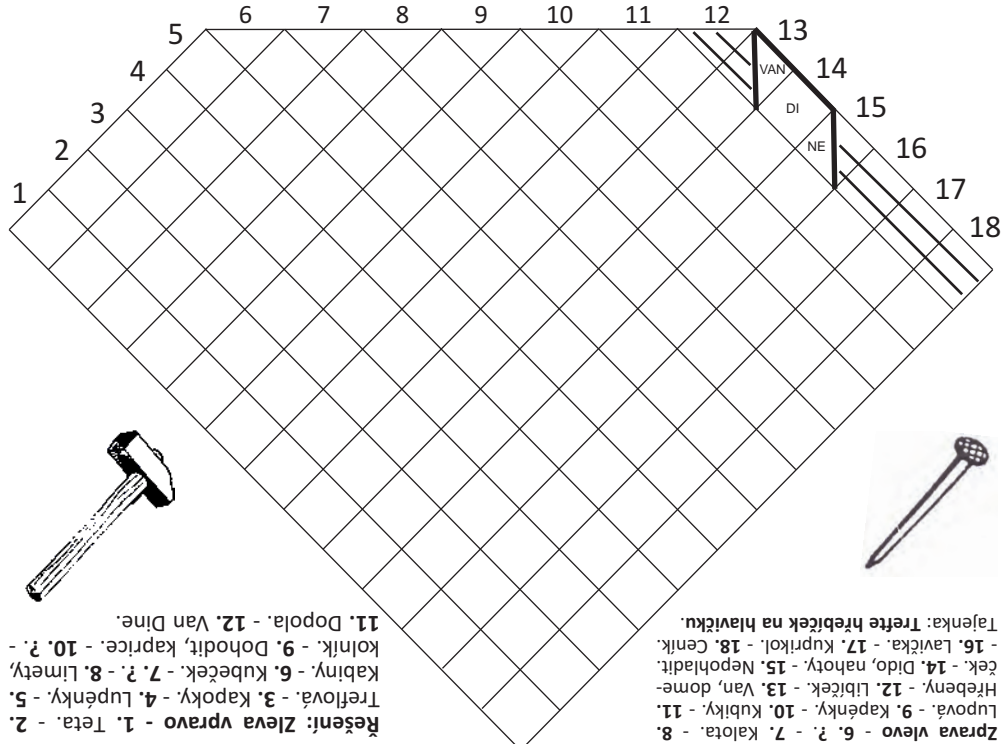 6 7 8 9 10 11 12
5 13
4 VAN 14
3 DI 15
2 NE 16
1 17
18
Řešení: Zleva vpravo - 1. Teta. - 2.
Treflová. - 3. Kapoky. - 4. Lupénky. - 5.
Kabiny. - 6. Kubeček. - 7. ?. - 8. Limety,
kolník. - 9. Dohodit, kaprice. - 10. ?. -
11. Dopola. - 12. Van Dine.
Zprava vlevo - 6. ?. - 7. Kalota. - 8.
Lupová. - 9. Kapénky. - 10. Kubiky. - 11.
Hřebeny. - 12. Libíček. - 13. Van, dome-
ček. - 14. Dido, nahoty. - 15. Nepohladit.
- 16. Lavička. - 17. Kuprikol. - 18. Ceník.
Tajenka: Trefte hřebíček na hlavičku.